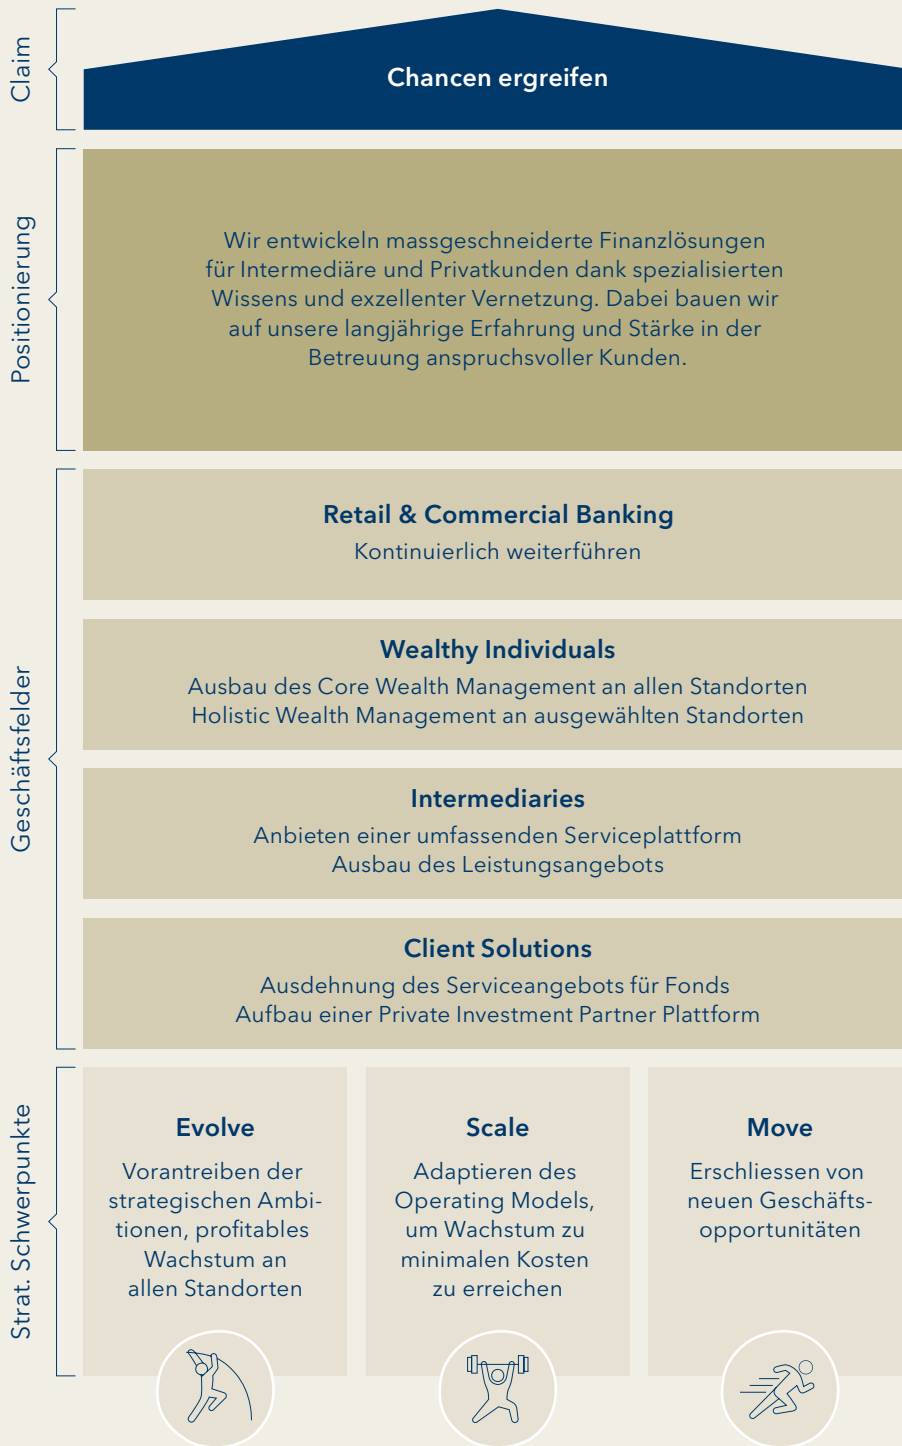 Claim
Chancen ergreifen
Positionierung
Wir entwickeln massgeschneiderte Finanzlösungen
für Intermediäre und Privatkunden dank spezialisierten
Wissens und exzellenter Vernetzung. Dabei bauen wir
auf unsere langjährige Erfahrung und Stärke in der
Betreuung anspruchsvoller Kunden.
Geschäftsfelder
Retail & Commercial Banking
Kontinuierlich weiterführen
Wealthy Individuals
Ausbau des Core Wealth Management an allen Standorten
Holistic Wealth Management an ausgewählten Standorten
Intermediaries
Anbieten einer umfassenden Serviceplattform
Ausbau des Leistungsangebots
Client Solutions
Ausdehnung des Serviceangebots für Fonds
Aufbau einer Private Investment Partner Plattform
Strat. Schwerpunkte
Evolve
Vorantreiben der
strategischen Ambi-
tionen, profitables
Wachstum an
allen Standorten
Scale
Adaptieren des
Operating Models,
um Wachstum zu
minimalen Kosten
zu erreichen
Move
Erschliessen von
neuen Geschäfts-
opportunitäten